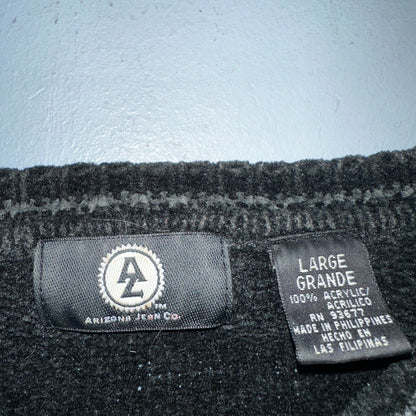 AZ
TM
ARIZONA JEAN CO.
LARGE
GRANDE
100% ACRYLIC/
ACRILICO
RN 93677
MADE IN PHILIPPINES
HECHO EN
LAS FILIPINAS